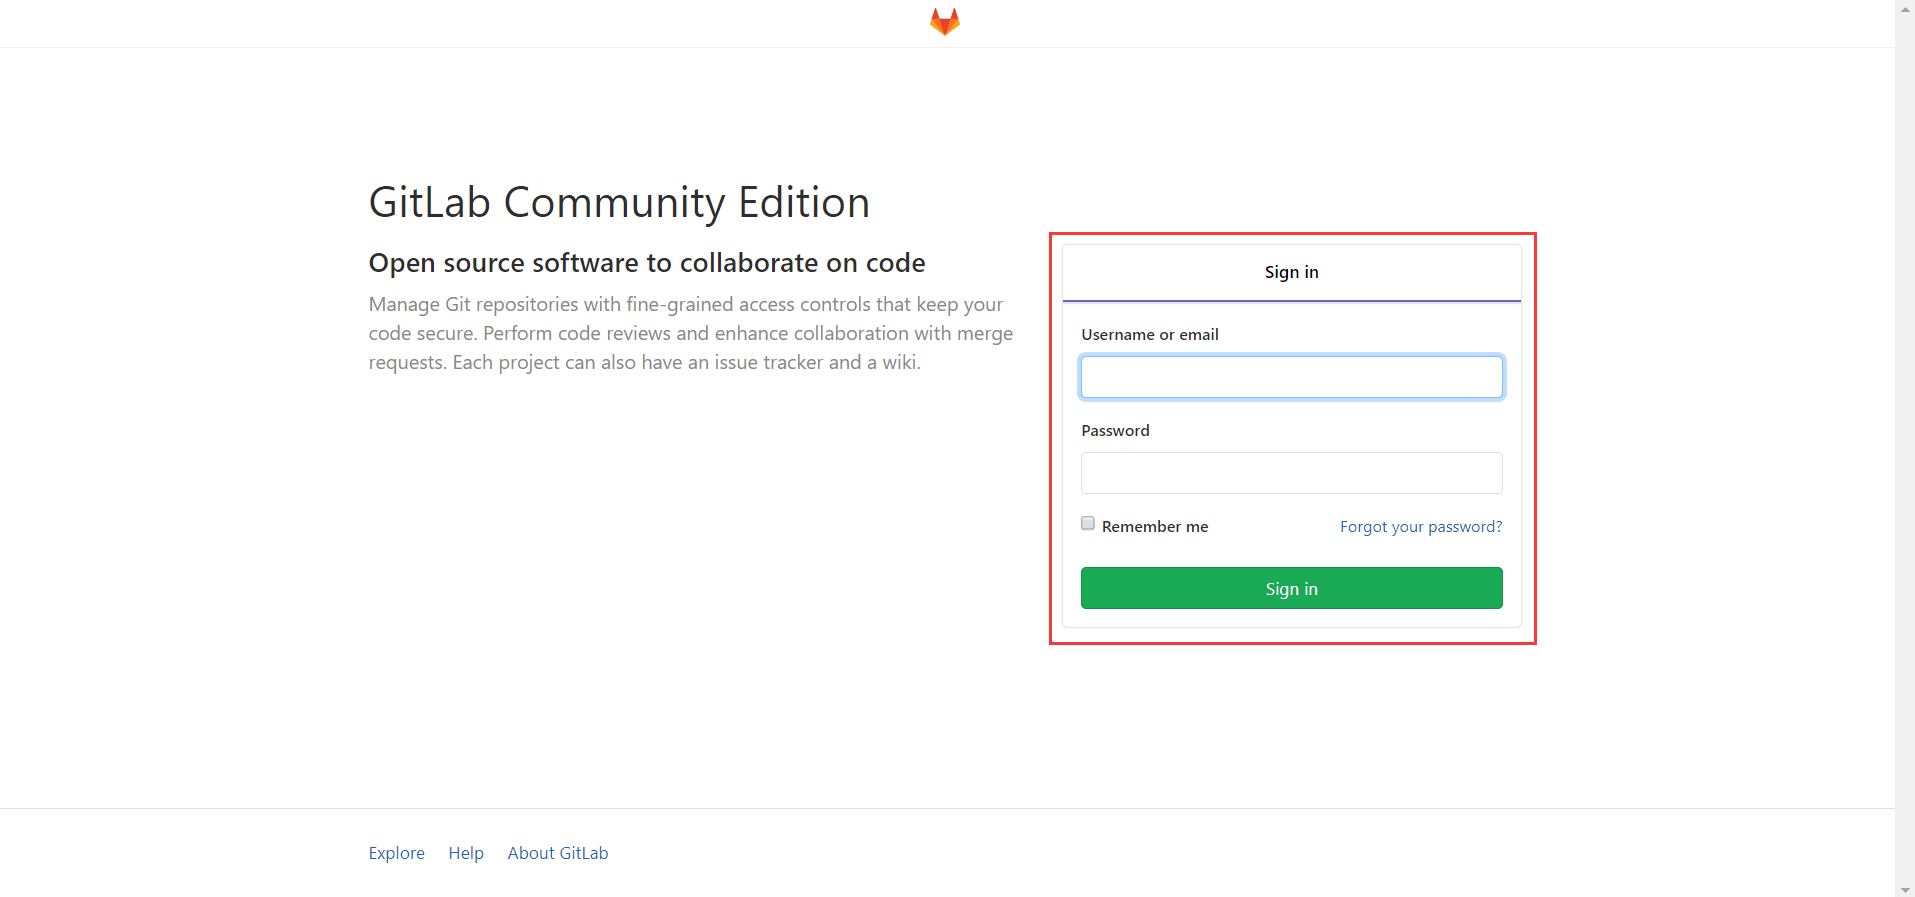 GitLab Community Edition
Open source software to collaborate on code
Manage Git repositories with fine-grained access controls that keep your
code secure. Perform code reviews and enhance collaboration with merge
requests. Each project can also have an issue tracker and a wiki.
Sign in
Username or email
Password
Remember me
Forgot your password?
Sign in
Explore
Help
About GitLab